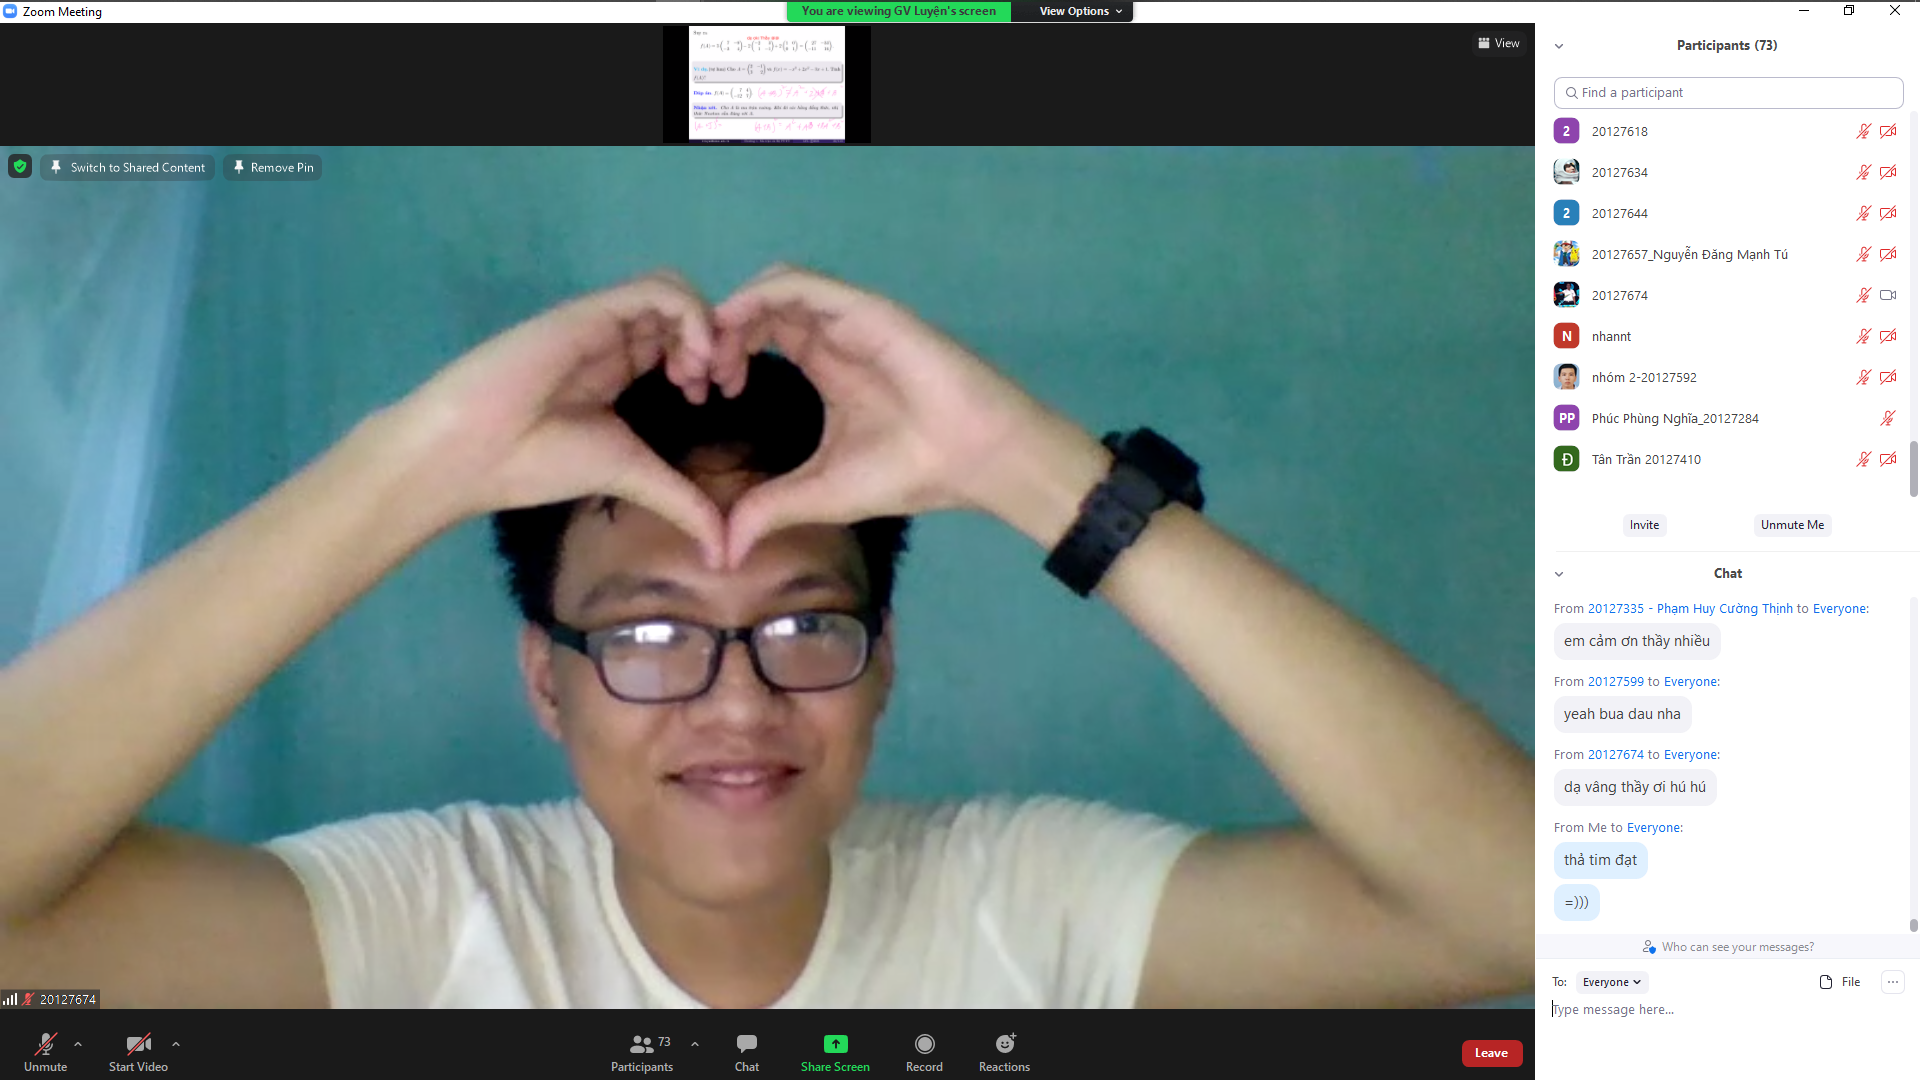 Zoom Meeting
You are viewing GV Luyện's screen
View Options
View
Switch to Shared Content
Remove Pin
20127674
Unmute
Start Video
73
Participants
Chat
Share Screen
Record
Reactions
Leave
Participants (73)
Find a participant
2
20127618
20127634
2
20127644
20127657_Nguyễn Đăng Mạnh Tú
20127674
N
nhannt
nhóm 2-20127592
PP
Phúc Phùng Nghĩa_20127284
Đ
Tân Trần 20127410
Invite
Unmute Me
Chat
From 20127335 - Phạm Huy Cường Thịnh to Everyone:
em cảm ơn thầy nhiều
From 20127599 to Everyone:
yeah bua dau nha
From 20127674 to Everyone:
dạ vâng thầy ơi hú hú
From Me to Everyone:
thả tim đạt
=)))
Who can see your messages?
To: Everyone
File
Type message here...